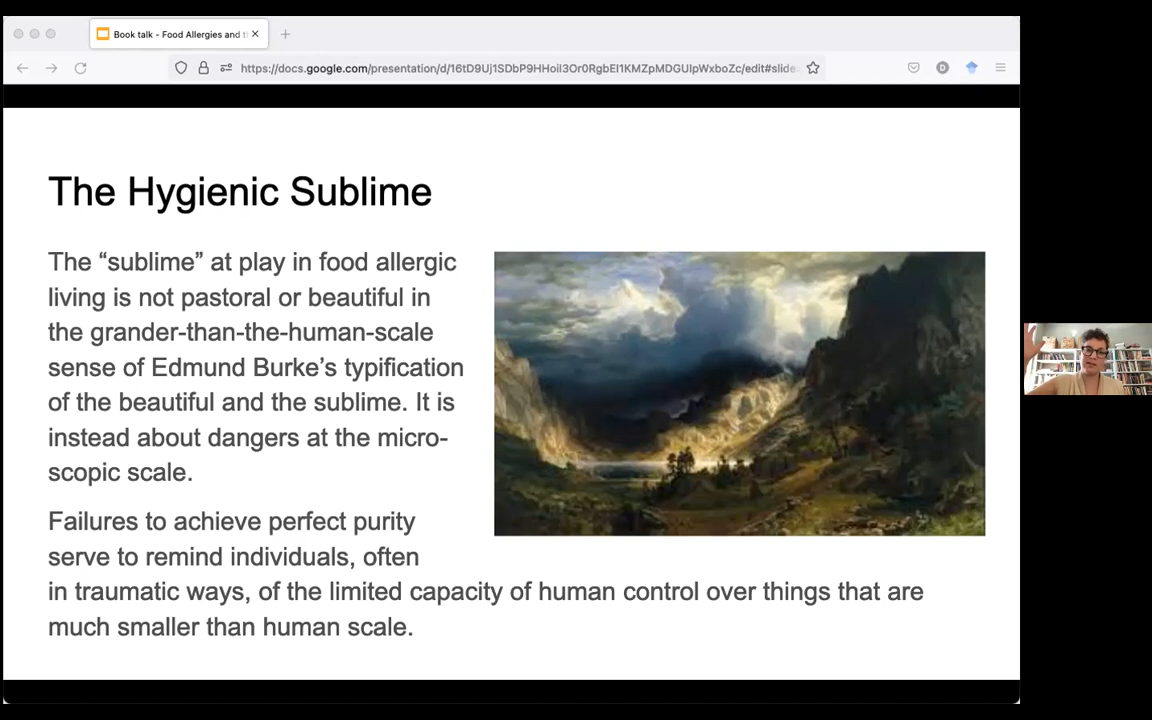 Book talk - Food Allergies and t
https://docs.google.com/presentation/d/16tD9Uj1SDbP9HHoil3Or0RgbEI1KMZpMDGUlpWxboZc/edit#slide
The Hygienic Sublime
The “sublime” at play in food allergic
living is not pastoral or beautiful in
the grander-than-the-human-scale
sense of Edmund Burke’s typification
of the beautiful and the sublime. It is
instead about dangers at the micro-
scopic scale.
Failures to achieve perfect purity
serve to remind individuals, often
in traumatic ways, of the limited capacity of human control over things that are
much smaller than human scale.